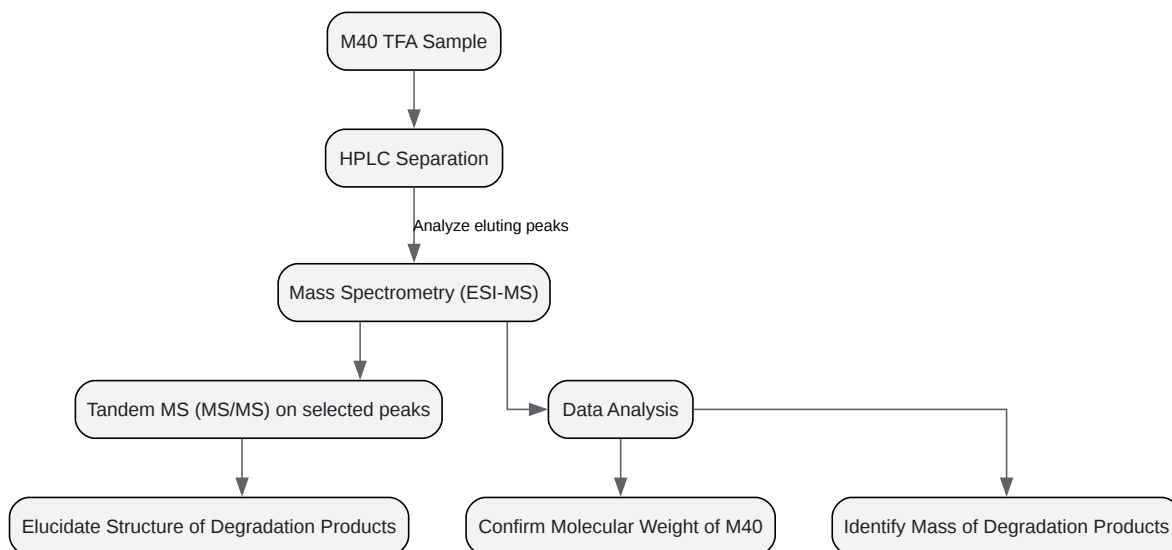 M40 TFA Sample
HPLC Separation
Analyze eluting peaks
Mass Spectrometry (ESI-MS)
Tandem MS (MS/MS) on selected peaks
Data Analysis
Elucidate Structure of Degradation Products
Confirm Molecular Weight of M40
Identify Mass of Degradation Products